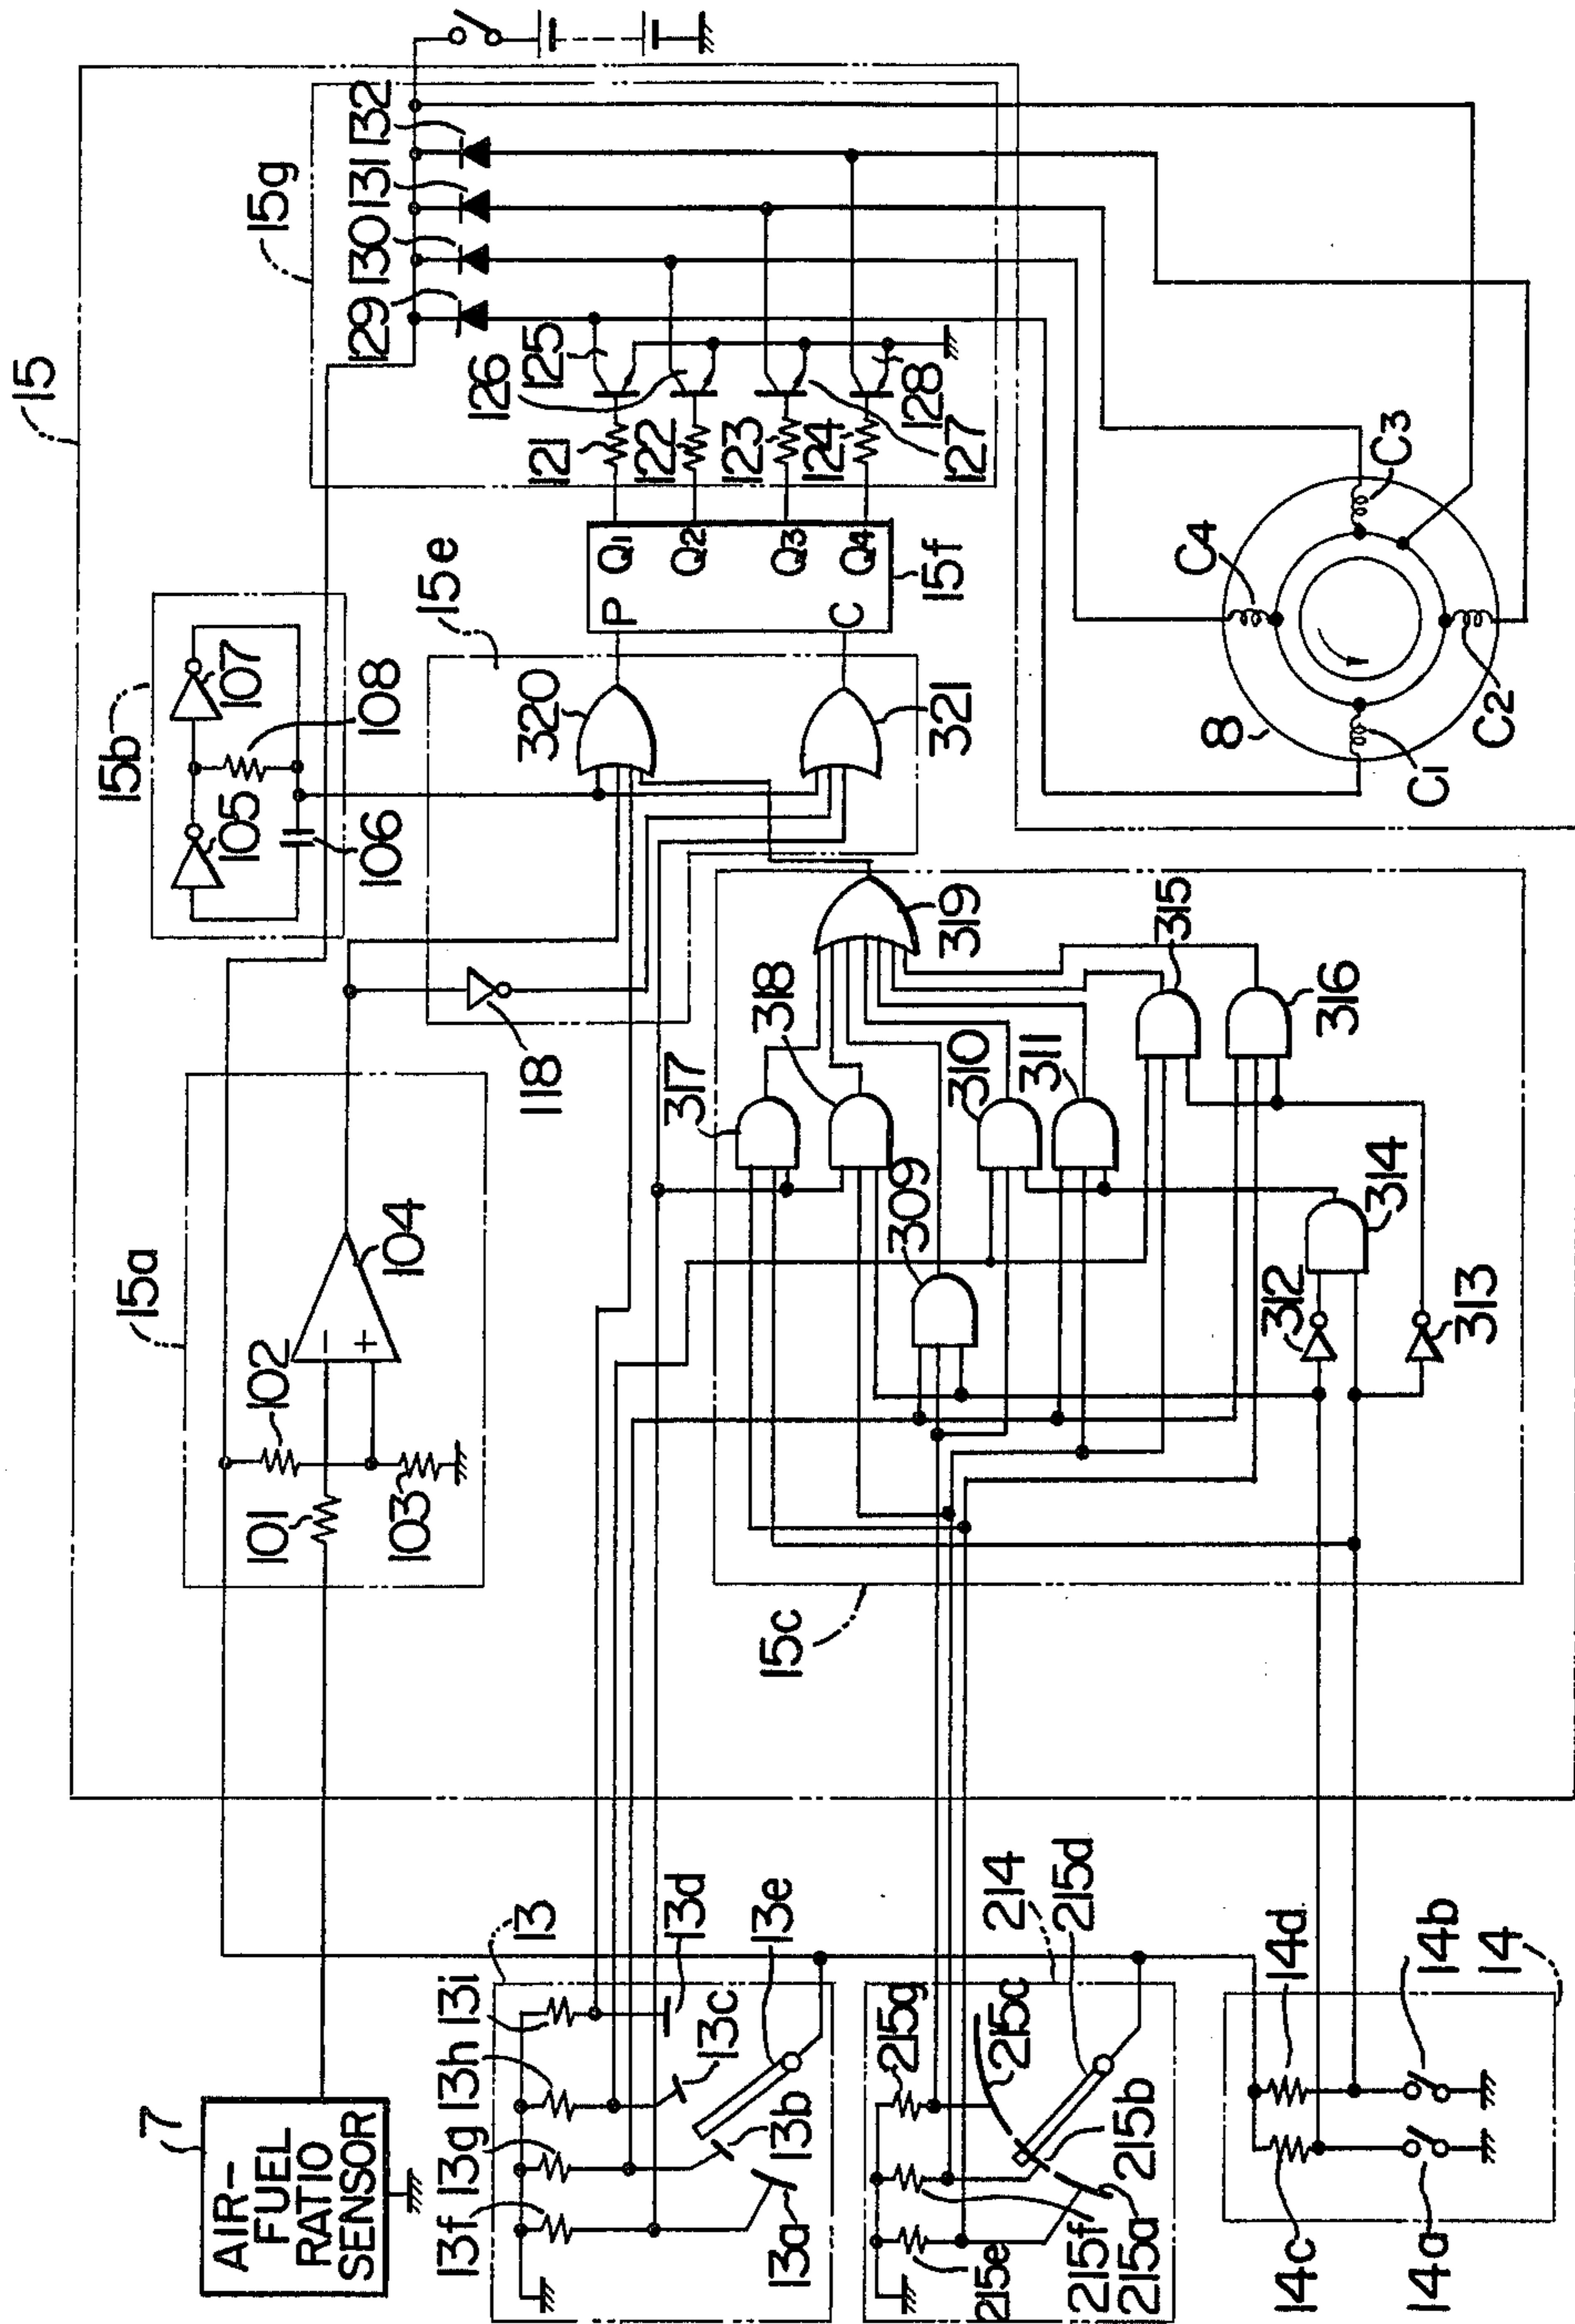 15
15g
129
130
131
132
125
126
121
122
123
124
128
127
Q1
Q2
Q3
Q4
P
C
15f
15e
15b
107
108
105
106
320
321
118
15a
102
104
−
+
101
103
C4
C3
8
C1
C2
319
315
318
316
317
310
311
309
314
312
313
15c
7
AIR-
FUEL
RATIO
SENSOR
13
13i
13h
13g
13f
13d
13e
13c
13b
13a
214
215d
215g
215c
215b
215f
215a
215e
14d
14b
14
14c
14a